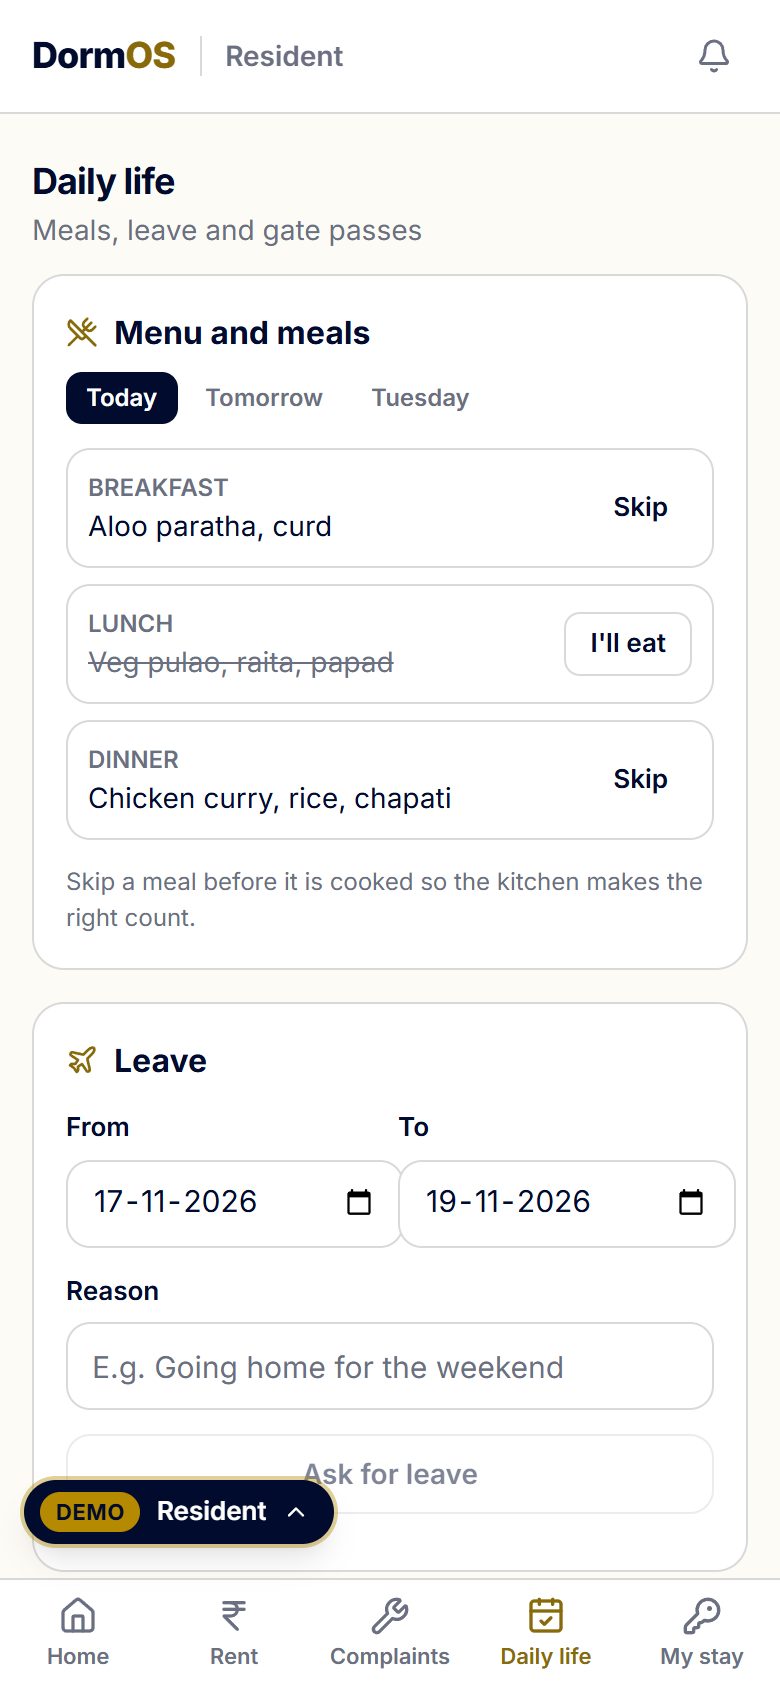 DormOS Resident
Daily life
Meals, leave and gate passes
Menu and meals
Today Tomorrow Tuesday
BREAKFAST
Aloo paratha, curd
Skip
LUNCH
Veg pulao, raita, papad
I'll eat
DINNER
Chicken curry, rice, chapati
Skip
Skip a meal before it is cooked so the kitchen makes the
right count.
Leave
From To
17-11-2026 19-11-2026
Reason
E.g. Going home for the weekend
Ask for leave
DEMO Resident
Home Rent Complaints Daily life My stay